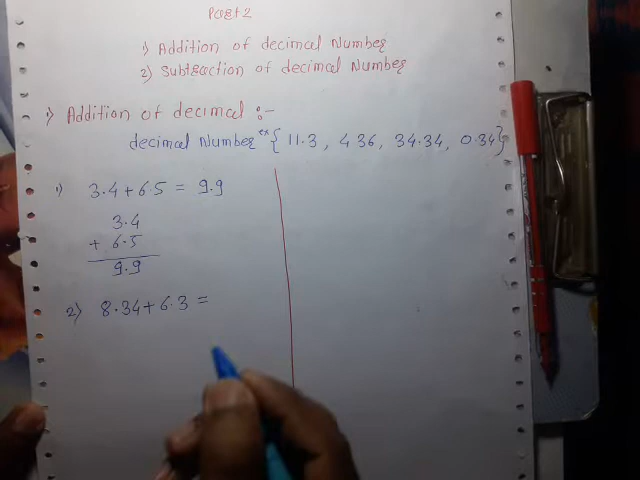 Part 2
1) Addition of decimal Number
2) Subtraction of decimal Number
1) Addition of decimal :-
decimal Number ex { 11.3, 4.36, 34.34, 0.34}
1) 3.4+6.5 = 9.9
3.4
+ 6.5
9.9
2) 8.34+6.3 =